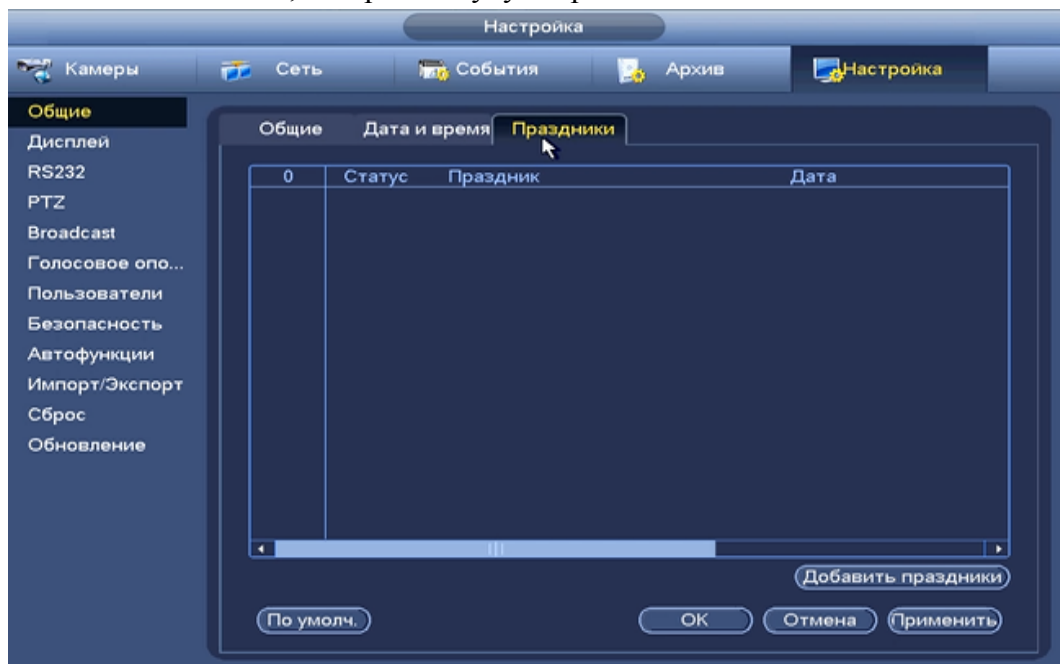 Настройка
Камеры Сеть События Архив Настройка
Общие
Дисплей
RS232
PTZ
Broadcast
Голосовое опо...
Пользователи
Безопасность
Автофункции
Импорт/Экспорт
Сброс
Обновление
Общие Дата и время Праздники
0 Статус Праздник Дата
Добавить праздники
По умолч. OK Отмена Применить